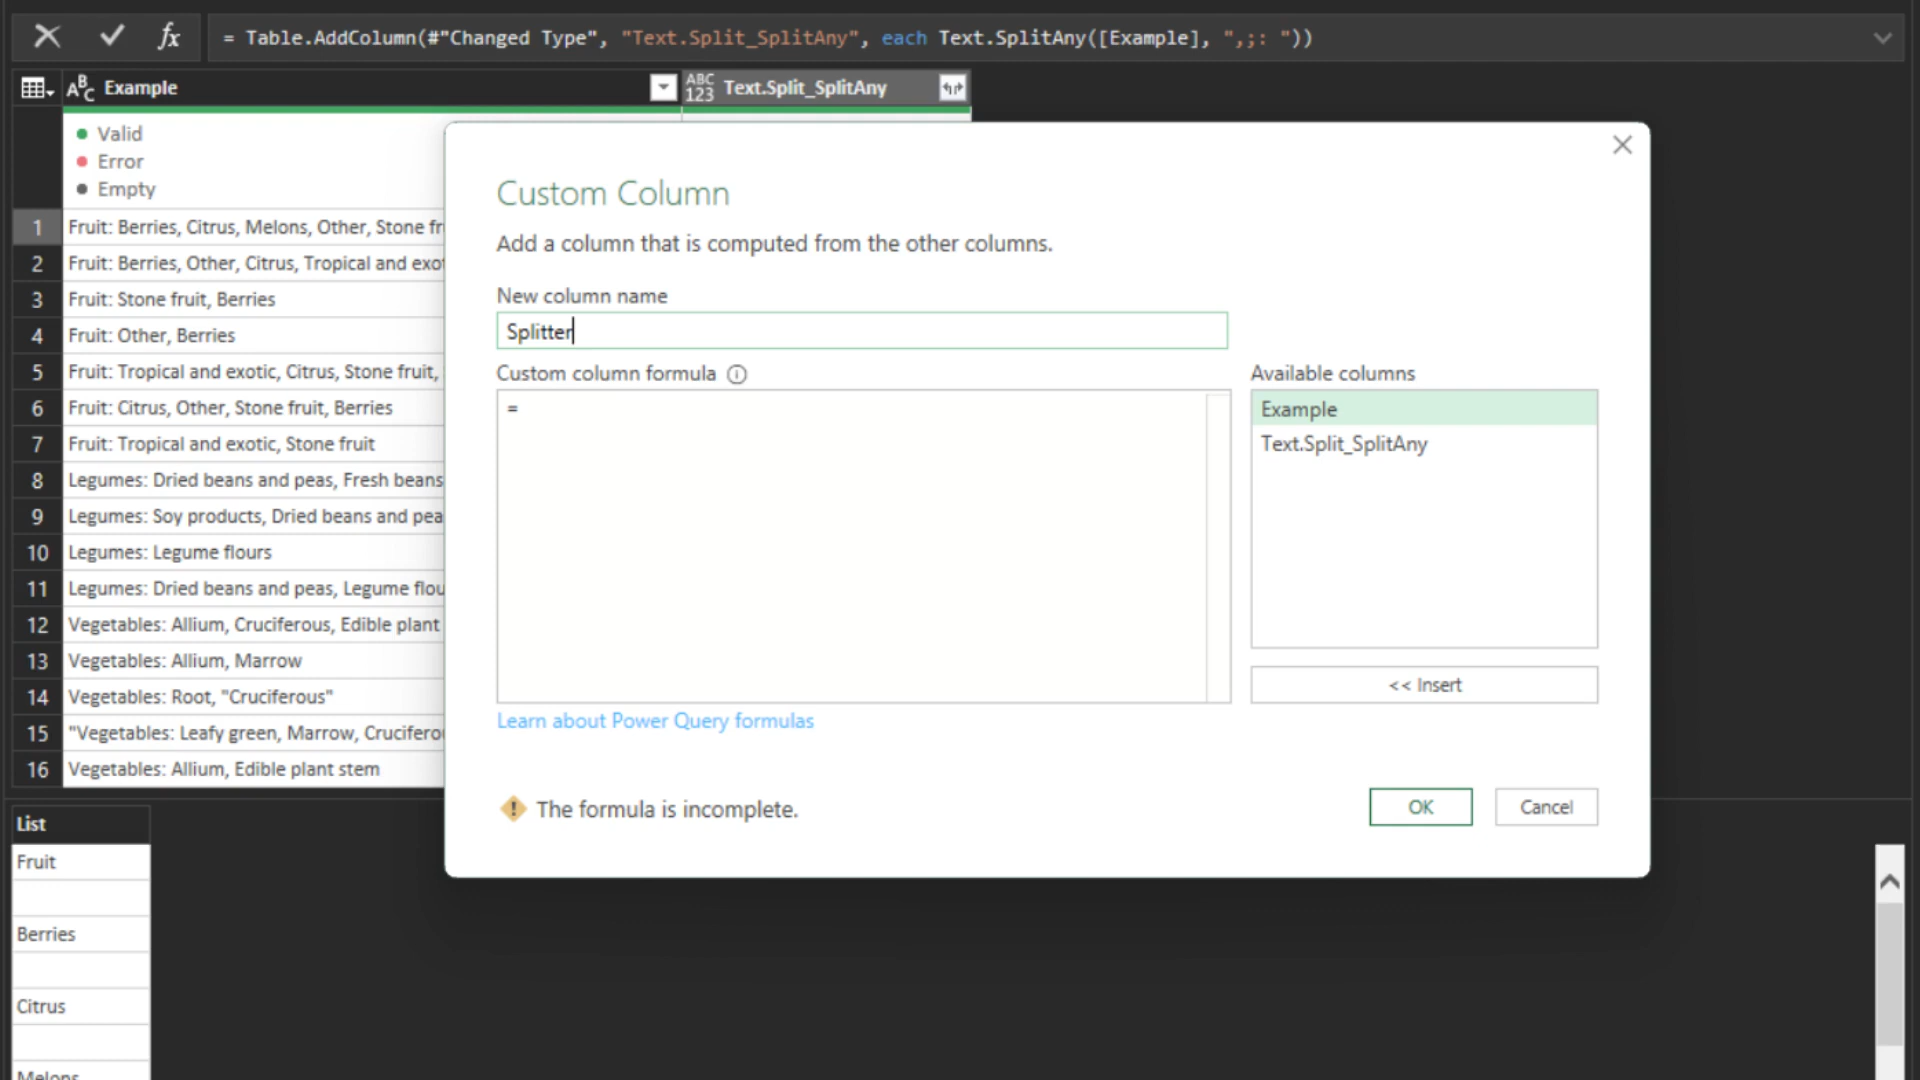 fx = Table.AddColumn(#"Changed Type", "Text.Split_SplitAny", each Text.SplitAny([Example], ",;: "))
ABC Example ABC123 Text.Split_SplitAny
Valid
Error
Empty
1 Fruit: Berries, Citrus, Melons, Other, Stone
2 Fruit: Berries, Other, Citrus, Tropical and
3 Fruit: Stone fruit, Berries
4 Fruit: Other, Berries
5 Fruit: Tropical and exotic, Citrus, Stone fruit,
6 Fruit: Citrus, Other, Stone fruit, Berries
7 Fruit: Tropical and exotic, Stone fruit
8 Legumes: Dried beans and peas, Fresh beans
9 Legumes: Soy products, Dried beans and
10 Legumes: Legume flours
11 Legumes: Dried beans and peas, Legume
12 Vegetables: Allium, Cruciferous, Edible plant
13 Vegetables: Allium, Marrow
14 Vegetables: Root, "Cruciferous"
15 "Vegetables: Leafy green, Marrow,
16 Vegetables: Allium, Edible plant stem
Custom Column
Add a column that is computed from the other columns.
New column name
Splitter
Custom column formula
=
Available columns
Example
Text.Split_SplitAny
<< Insert
Learn about Power Query formulas
The formula is incomplete.
OK
Cancel
List
Fruit
Berries
Citrus
Melons